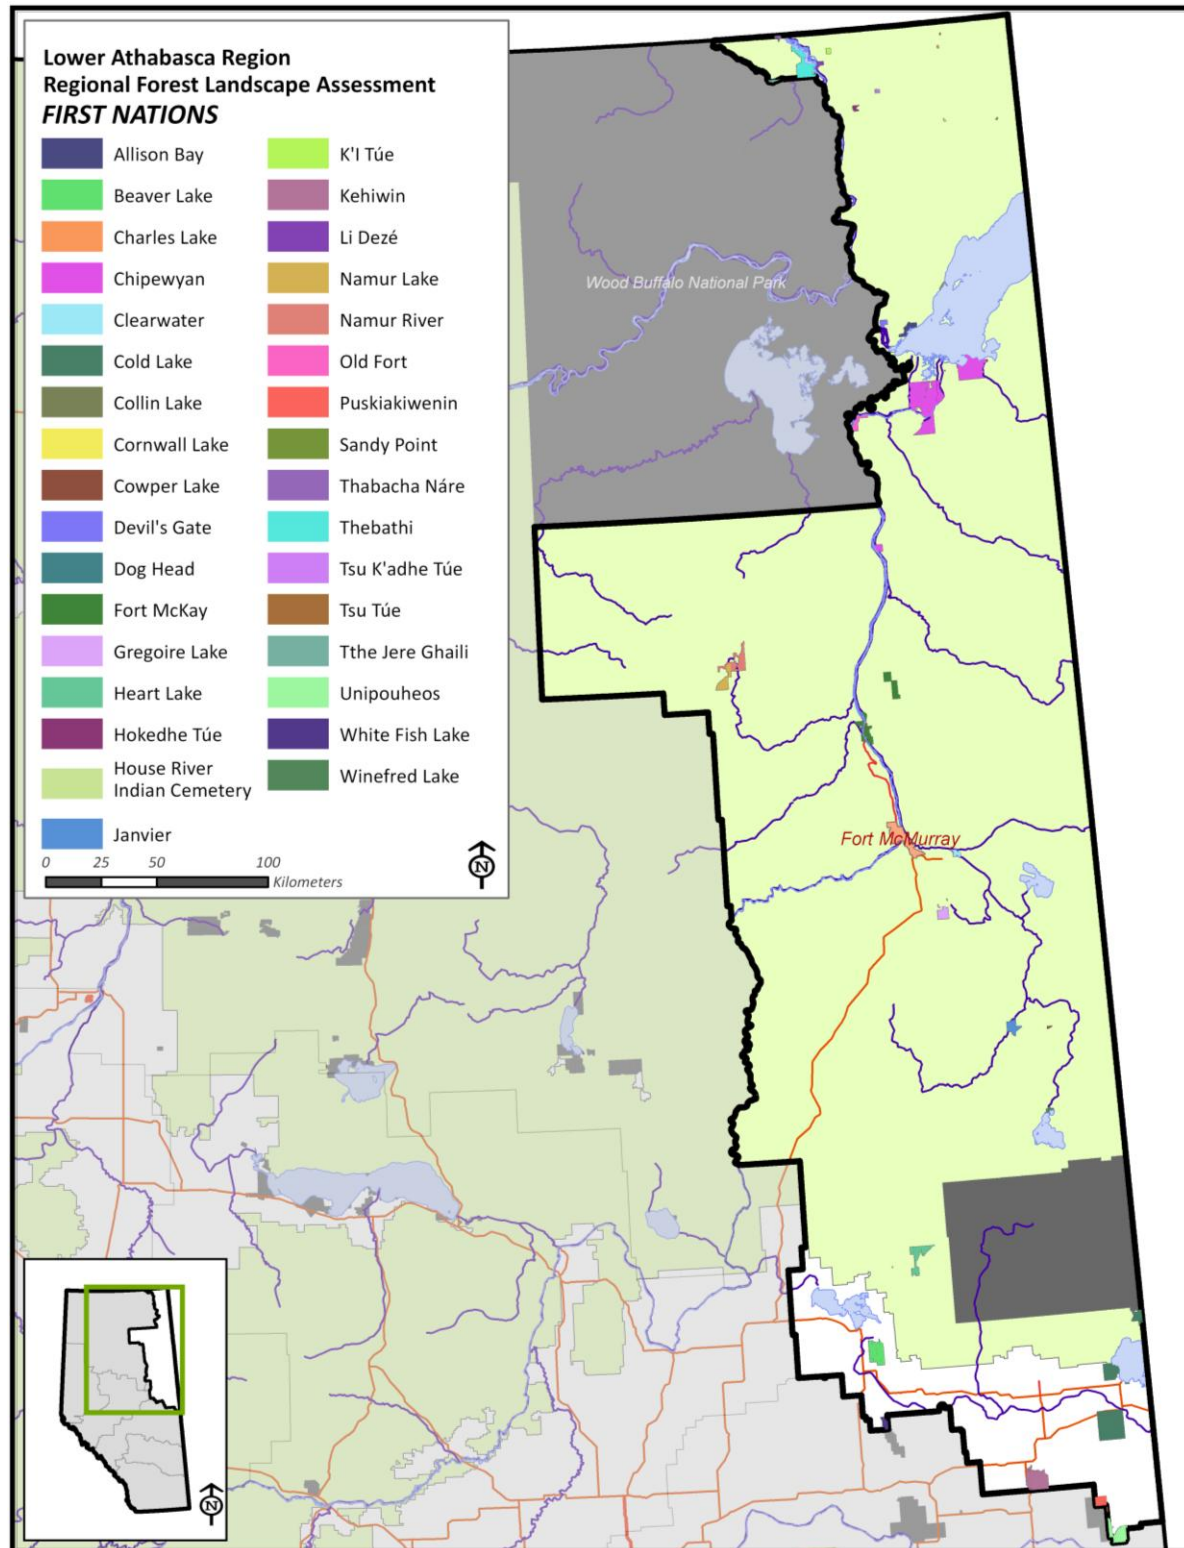 Lower Athabasca Region
Regional Forest Landscape Assessment
FIRST NATIONS
Allison Bay
Beaver Lake
Charles Lake
Chipewyan
Clearwater
Cold Lake
Collin Lake
Cornwall Lake
Cowper Lake
Devil's Gate
Dog Head
Fort McKay
Gregoire Lake
Heart Lake
Hokedhe Túe
House River
Indian Cemetery
Janvier
K'I Túe
Kehiwin
Li Dezé
Namur Lake
Namur River
Old Fort
Puskiakiwenin
Sandy Point
Thabacha Náre
Thebathi
Tsu K'adhe Túe
Tsu Túe
Tthe Jere Ghaili
Unipouheos
White Fish Lake
Winefred Lake
0 25 50 100
Kilometers
N
Wood Buffalo National Park
Fort McMurray
N